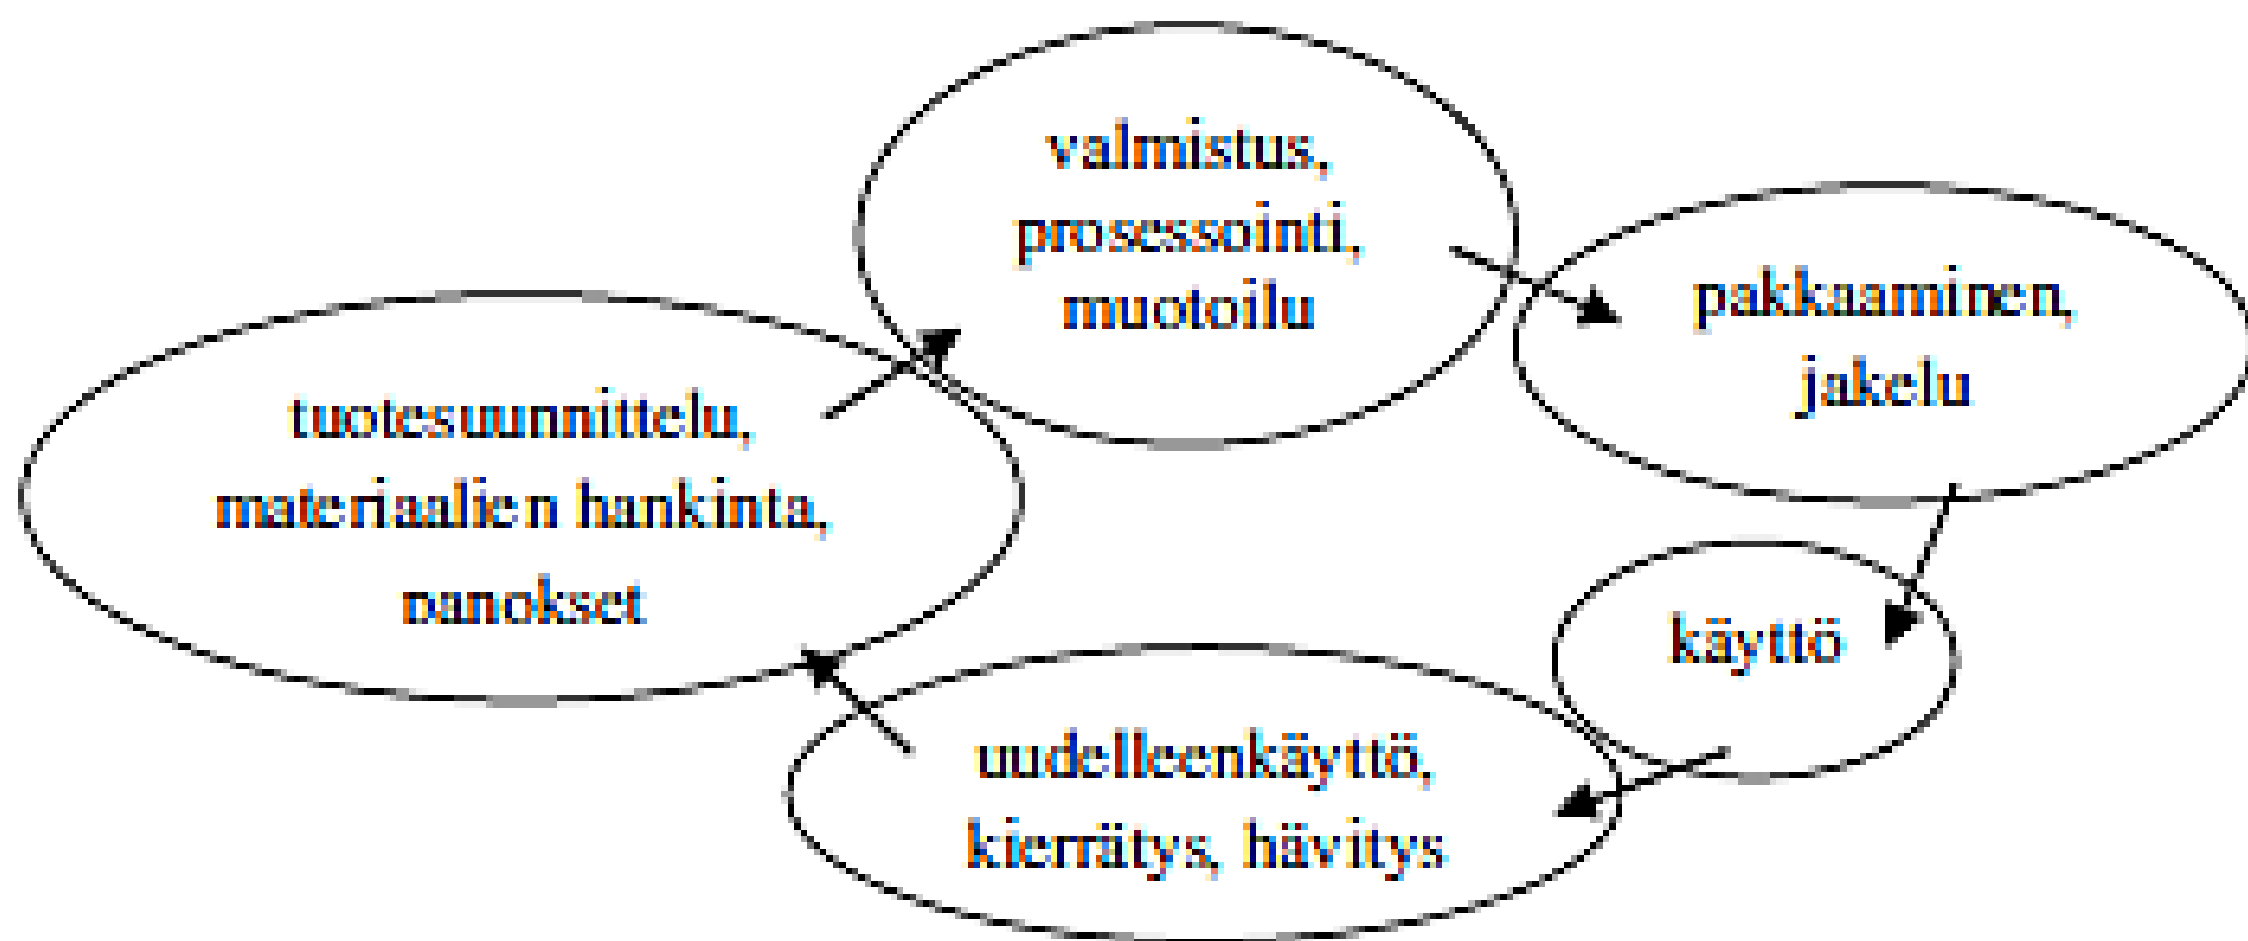 valmistus,
prosessointi,
muotoilu
pakkaaminen,
jakelu
käyttö
uudelleenkäyttö,
kierrätys, hävitys
tuotesuunnittelu,
materiaalien hankinta,
panokset